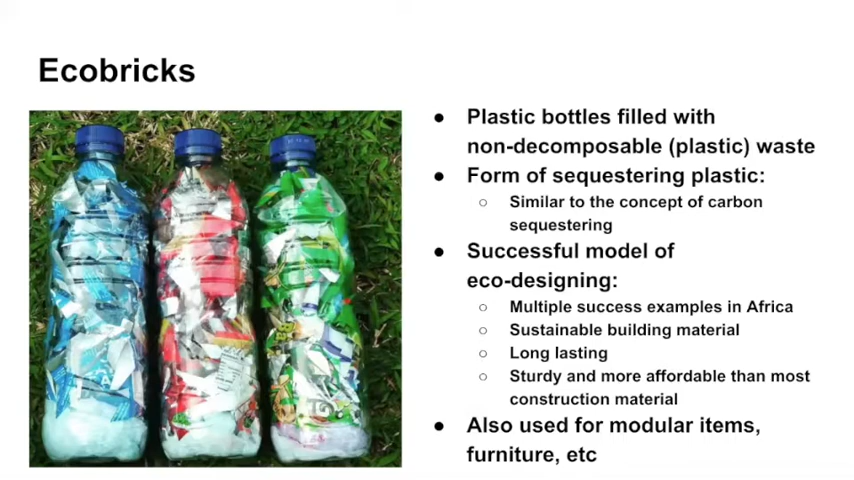 Ecobricks
● Plastic bottles filled with
non-decomposable (plastic) waste
● Form of sequestering plastic:
○ Similar to the concept of carbon
sequestering
● Successful model of
eco-designing:
○ Multiple success examples in Africa
○ Sustainable building material
○ Long lasting
○ Sturdy and more affordable than most
construction material
● Also used for modular items,
furniture, etc